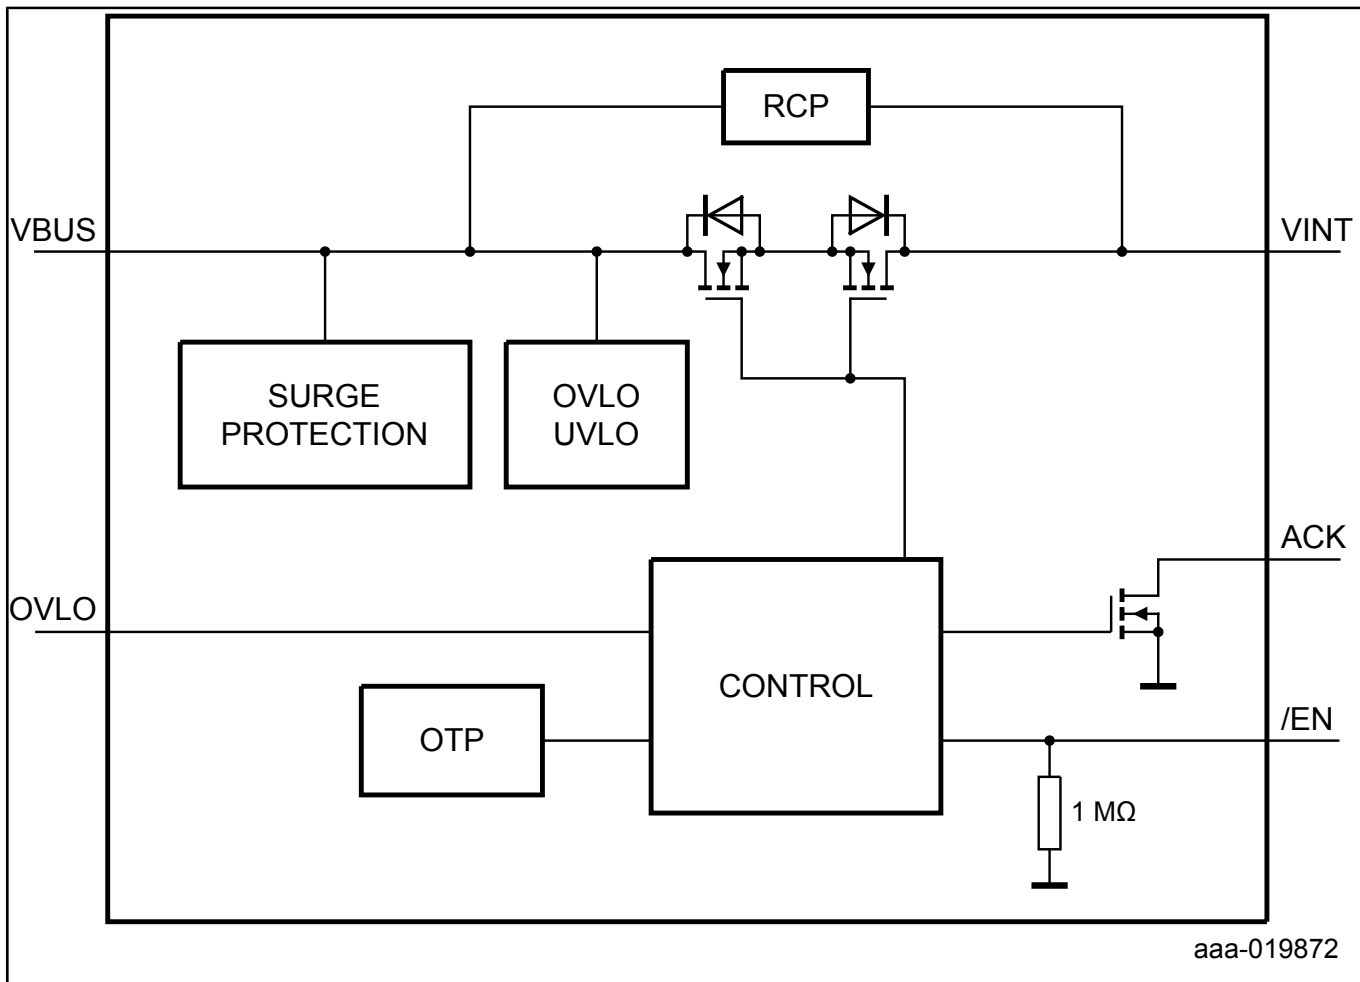 RCP
VBUS
VINT
SURGE
PROTECTION
OVLO
UVLO
ACK
OVLO
CONTROL
OTP
/EN
1 MΩ
aaa-019872